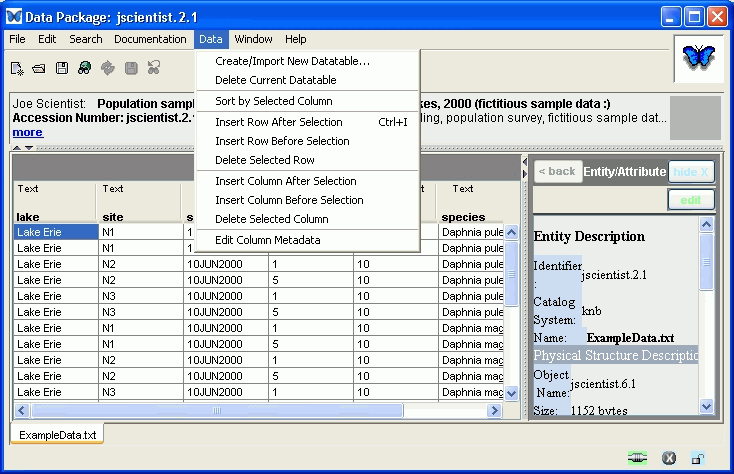 Data Package: jscientist.2.1
File Edit Search Documentation Data Window Help
Create/Import New Datatable...
Delete Current Datatable
Sort by Selected Column
Insert Row After Selection Ctrl+I
Insert Row Before Selection
Delete Selected Row
Insert Column After Selection
Insert Column Before Selection
Delete Selected Column
Edit Column Metadata
Joe Scientist: Population samp kes, 2000 (fictitious sample data :)
Accession Number: jscientist.2.1 ling, population survey, fictitious sample dat...
more
< back Entity/Attribute hide X
edit
Text Text Text
lake site s species
Lake Erie N1 1 Daphnia pule
Lake Erie N1 1 Daphnia pule
Lake Erie N2 10JUN2000 1 10 Daphnia pule
Lake Erie N2 10JUN2000 5 10 Daphnia pule
Lake Erie N3 10JUN2000 1 10 Daphnia pule
Lake Erie N3 10JUN2000 5 10 Daphnia pule
Lake Erie N1 10JUN2000 1 10 Daphnia mag
Lake Erie N1 10JUN2000 5 10 Daphnia mag
Lake Erie N2 10JUN2000 1 10 Daphnia mag
Lake Erie N2 10JUN2000 5 10 Daphnia mag
Lake Erie N3 10JUN2000 1 10 Daphnia mag
Entity Description
Identifier jscientist.2.1
:
Catalog
System: knb
Name: ExampleData.txt
Physical Structure Descriptio
Object
Name: jscientist.6.1
Size: 1152 bytes
ExampleData.txt